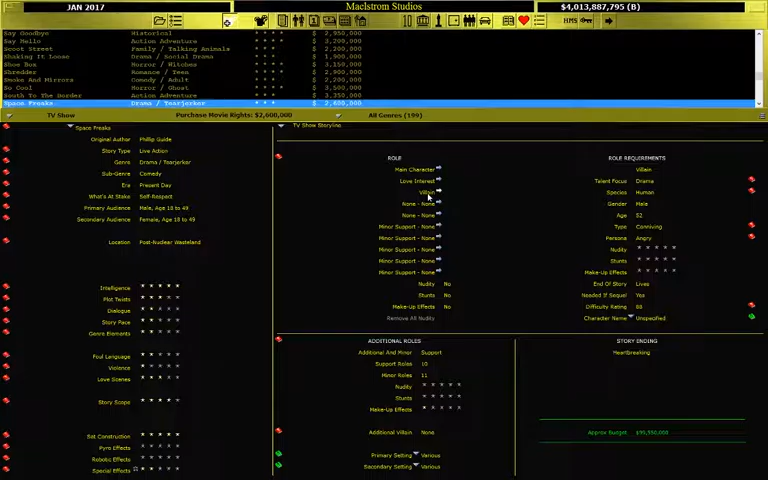 JAN 2017 Maelstrom Studios $4,013,887,795 (B)
HMS
Say Goodbye Historical * * * * $ 2,950,000
Say Hello Action Adventure * * * * $ 3,200,000
Scoot Street Family / Talking Animals * * * $ 2,000,000
Shaking It Loose Drama / Social Drama * * * $ 1,900,000
Shoe Box Horror / Witches * * * $ 3,150,000
Shredder Romance / Teen * * * $ 2,900,000
Smoke And Mirrors Comedy / Adult * * * $ 2,000,000
So Cool Horror / Ghost * * * $ 3,500,000
South To The Border Action Adventure * * * $ 3,350,000
Space Freaks Drama / Tearjerker * * * $ 2,600,000
TV Show Purchase Movie Rights: $2,600,000 All Genres (199)
Space Freaks
Original Author Phillip Guide
Story Type Live Action
Genre Drama / Tearjerker
Sub-Genre Comedy
Era Present Day
What's At Stake Self-Respect
Primary Audience Male, Age 18 to 49
Secondary Audience Female, Age 18 to 49
Location Post-Nuclear Wasteland
Intelligence * * * * *
Plot Twists * * * * *
Dialogue * * * * *
Story Pace * * * * *
Genre Elements * * * * *
Foul Language * * * * *
Violence * * * * *
Love Scenes * * * * *
Story Scope * * * * *
Set Construction * * * * *
Pyro Effects * * * * *
Robotic Effects * * * * *
Special Effects * * * * *
TV Show Storyline
ROLE
Main Character
Love Interest
Villain
None - None
None - None
Minor Support - None
Minor Support - None
Minor Support - None
Minor Support - None
Minor Support - None
Nudity No
Stunts No
Make-Up Effects No
Remove All Nudity
ROLE REQUIREMENTS
Villain
Talent Focus Drama
Species Human
Gender Male
Age 52
Type Conniving
Persona Angry
Nudity * * * * *
Stunts * * * * *
Make-Up Effects * * * * *
End Of Story Lives
Needed If Sequel Yes
Difficulty Rating 88
Character Name Unspecified
ADDITIONAL ROLES
Additional And Minor Support
Support Roles 10
Minor Roles 11
Nudity * * * * *
Stunts * * * * *
Make-Up Effects * * * * *
Additional Villain None
Primary Setting Various
Secondary Setting Various
STORY ENDING
Heartbreaking
Approx Budget $95,550,000